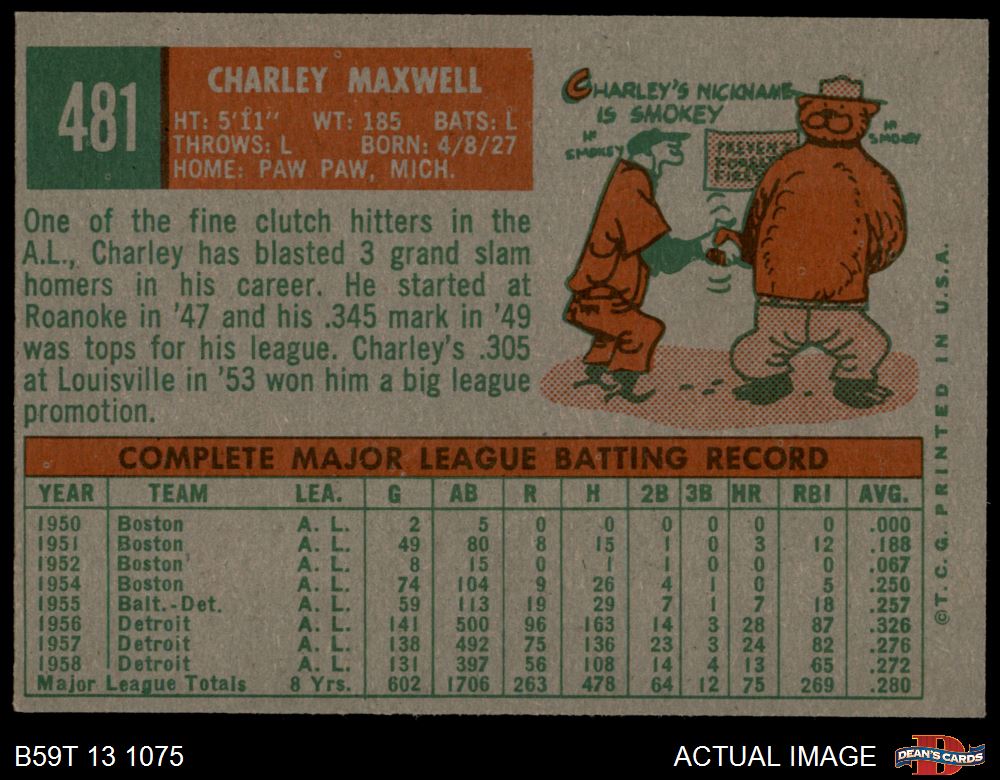 481
CHARLEY MAXWELL
HT: 5'11" WT: 185 BATS: L
THROWS: L BORN: 4/8/27
HOME: PAW PAW, MICH.
One of the fine clutch hitters in the
A.L., Charley has blasted 3 grand slam
homers in his career. He started at
Roanoke in '47 and his .345 mark in '49
was tops for his league. Charley's .305
at Louisville in '53 won him a big league
promotion.
CHARLEY'S NICKNAME
IS SMOKEY
HI
SMOKEY
HI
SMOKEY
PREVENT
FOREST
FIRES
COMPLETE MAJOR LEAGUE BATTING RECORD
YEAR TEAM LEA. G AB R H 2B 3B HR RBI AVG.
1950 Boston A. L. 2 5 0 0 0 0 0 0 .000
1951 Boston A. L. 49 80 8 15 1 0 3 12 .188
1952 Boston A. L. 8 15 0 1 1 0 0 0 .067
1954 Boston A. L. 74 104 9 26 4 1 0 5 .250
1955 Balt.-Det. A. L. 59 113 19 29 7 1 7 18 .257
1956 Detroit A. L. 141 500 96 163 14 3 28 87 .326
1957 Detroit A. L. 138 492 75 136 23 3 24 82 .276
1958 Detroit A. L. 131 397 56 108 14 4 13 65 .272
Major League Totals 8 Yrs. 602 1706 263 478 64 12 75 269 .280
© T. C. G. PRINTED IN U.S.A.
B59T 13 1075
ACTUAL IMAGE
DEAN'S CARDS